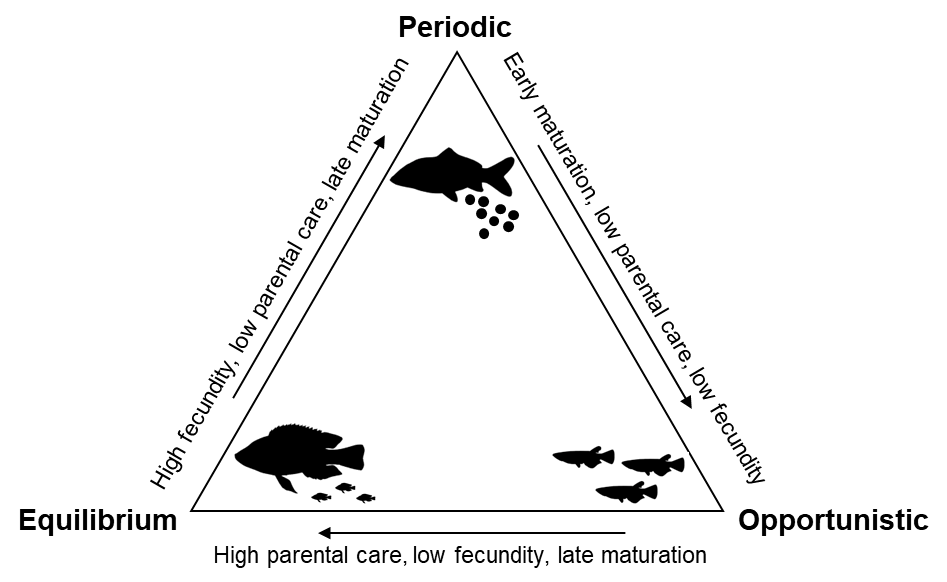 Periodic
High fecundity, low parental care, late maturation
Early maturation, low parental care, low fecundity
Equilibrium
Opportunistic
High parental care, low fecundity, late maturation